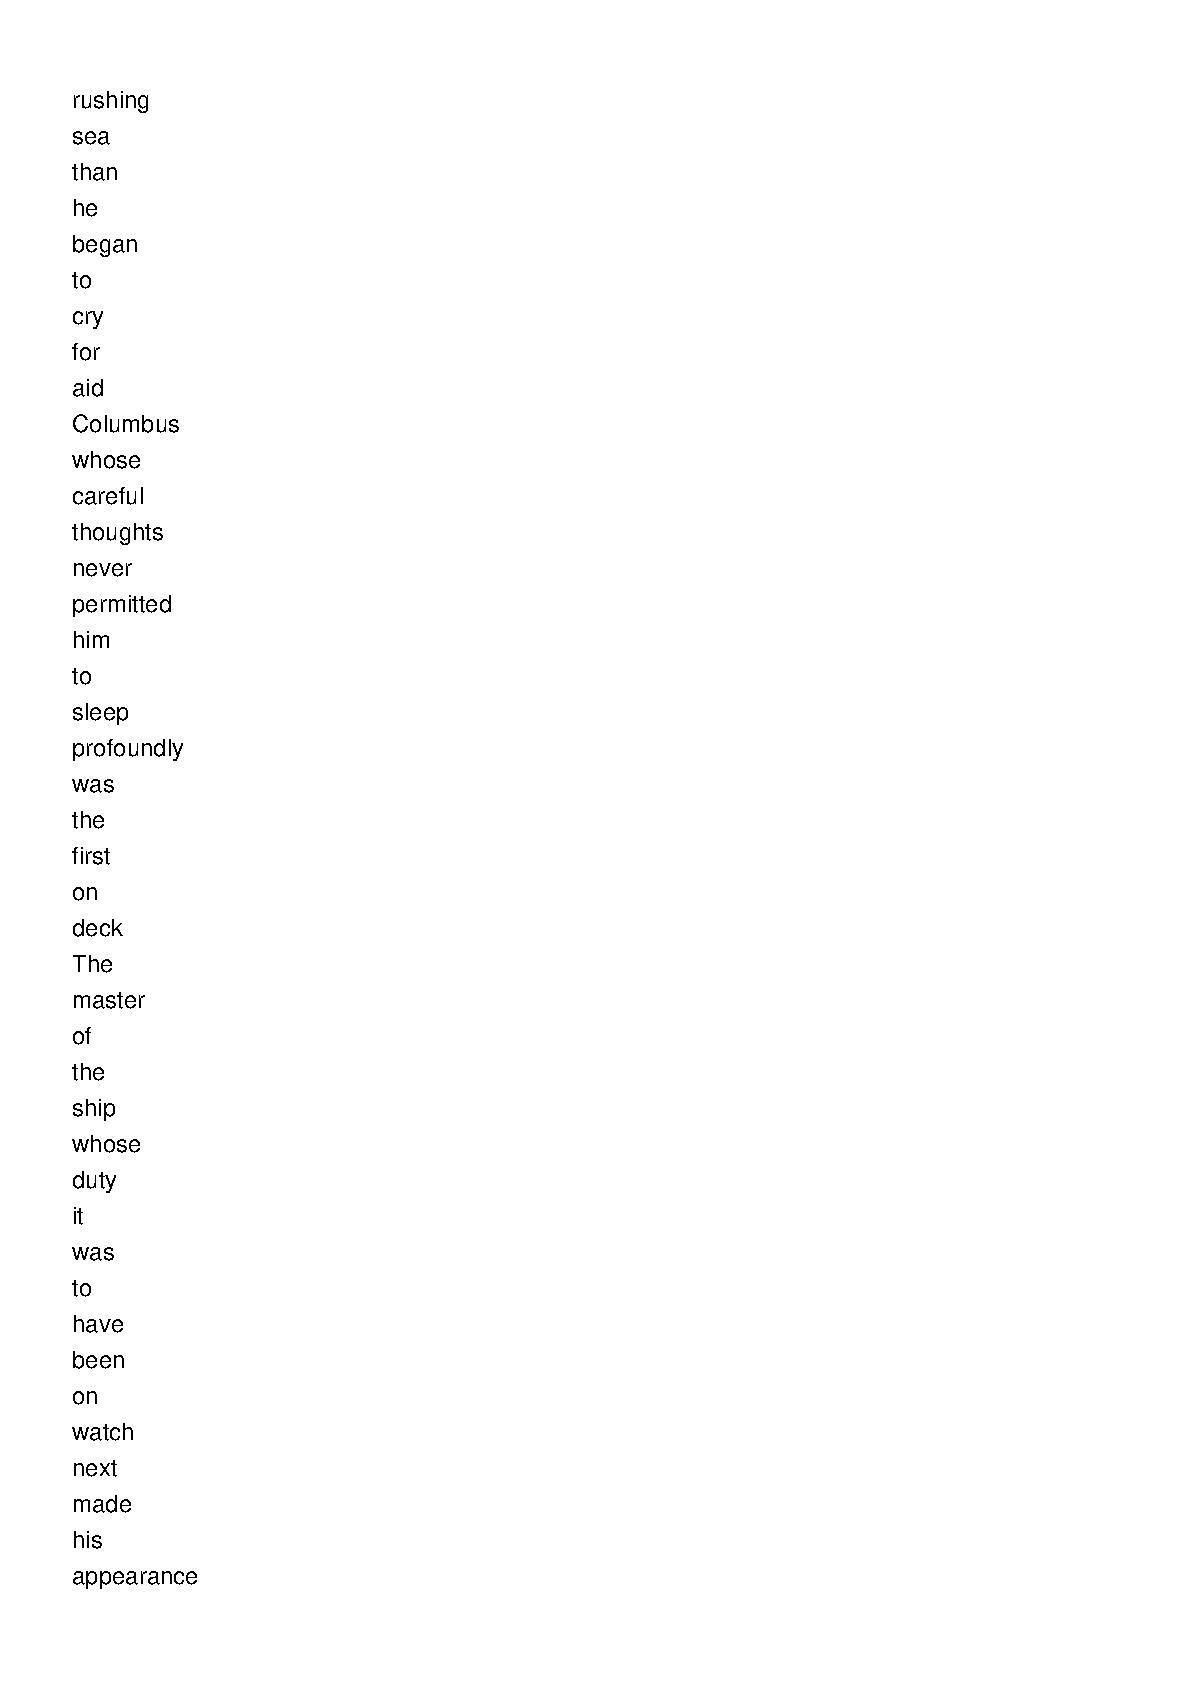 rushing
sea
than
he
began
to
cry
for
aid
Columbus
whose
careful
thoughts
never
permitted
him
to
sleep
profoundly
was
the
first
on
deck
The
master
of
the
ship
whose
duty
it
was
to
have
been
on
watch
next
made
his
appearance